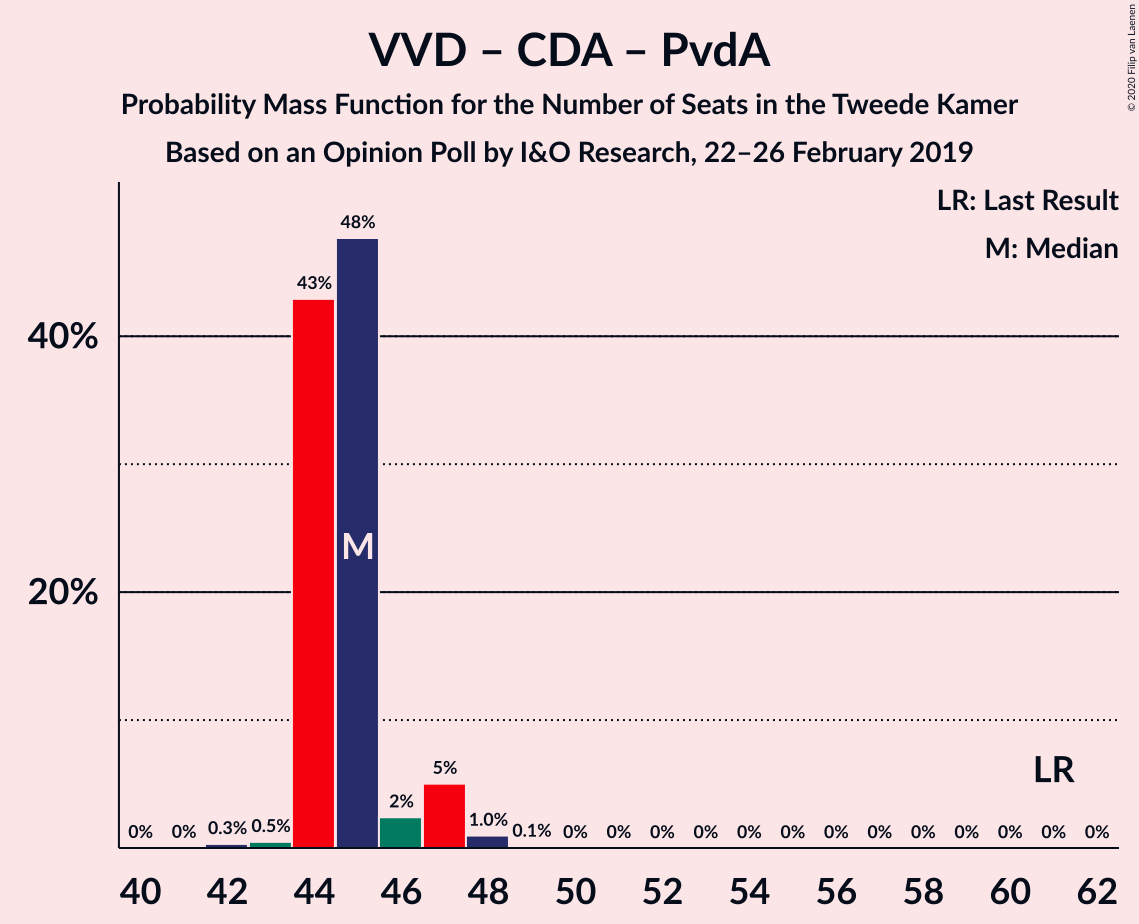 VVD – CDA – PvdA
Probability Mass Function for the Number of Seats in the Tweede Kamer
Based on an Opinion Poll by I&O Research, 22–26 February 2019
© 2020 Filip van Laenen
LR: Last Result
M: Median
40%
20%
0% 0% 0.3% 0.5% 43% 48% 2% 5% 1.0% 0.1% 0% 0% 0% 0% 0% 0% 0% 0% 0% 0% 0% 0% 0%
M
LR
40 42 44 46 48 50 52 54 56 58 60 62